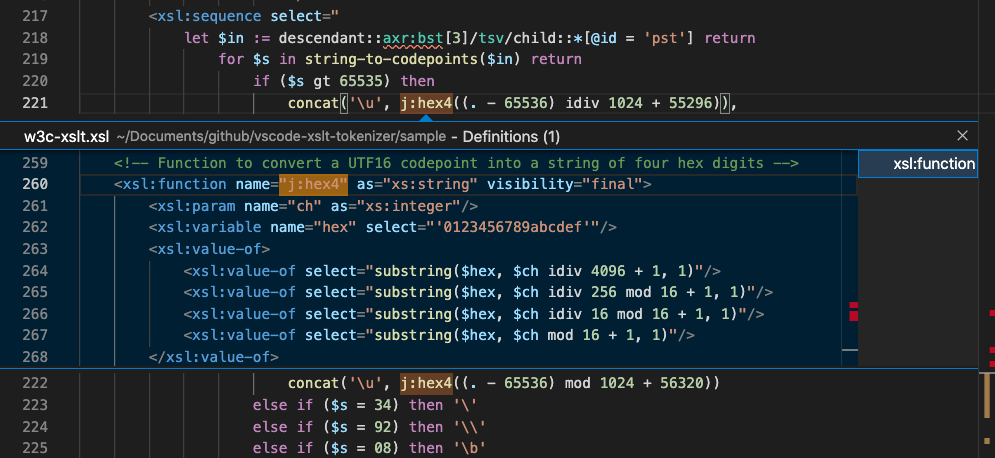 217 <xsl:sequence select="
218 let $in := descendant::axr:bst[3]/tsv/child::*[@id = 'pst'] return
219 for $s in string-to-codepoints($in) return
220 if ($s gt 65535) then
221 concat('\u', j:hex4((. - 65536) idiv 1024 + 55296)),
w3c-xslt.xsl ~/Documents/github/vscode-xslt-tokenizer/sample - Definitions (1)
259 <!-- Function to convert a UTF16 codepoint into a string of four hex digits -->
xsl:function
260 <xsl:function name="j:hex4" as="xs:string" visibility="final">
261 <xsl:param name="ch" as="xs:integer"/>
262 <xsl:variable name="hex" select="'0123456789abcdef'"/>
263 <xsl:value-of>
264 <xsl:value-of select="substring($hex, $ch idiv 4096 + 1, 1)"/>
265 <xsl:value-of select="substring($hex, $ch idiv 256 mod 16 + 1, 1)"/>
266 <xsl:value-of select="substring($hex, $ch idiv 16 mod 16 + 1, 1)"/>
267 <xsl:value-of select="substring($hex, $ch mod 16 + 1, 1)"/>
268 </xsl:value-of>
222 concat('\u', j:hex4((. - 65536) mod 1024 + 56320))
223 else if ($s = 34) then '\'
224 else if ($s = 92) then '\\'
225 else if ($s = 08) then '\b'